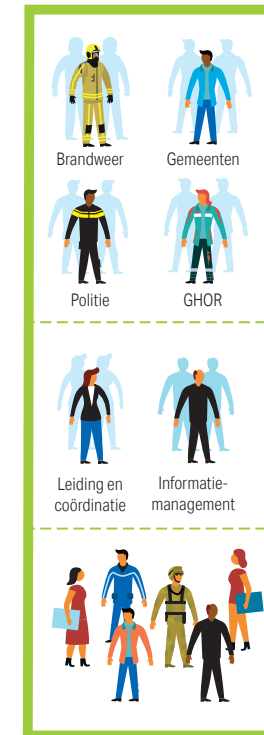 Brandweer
Gemeenten
Politie
GHOR
Leiding en
coördinatie
Informatie-
management